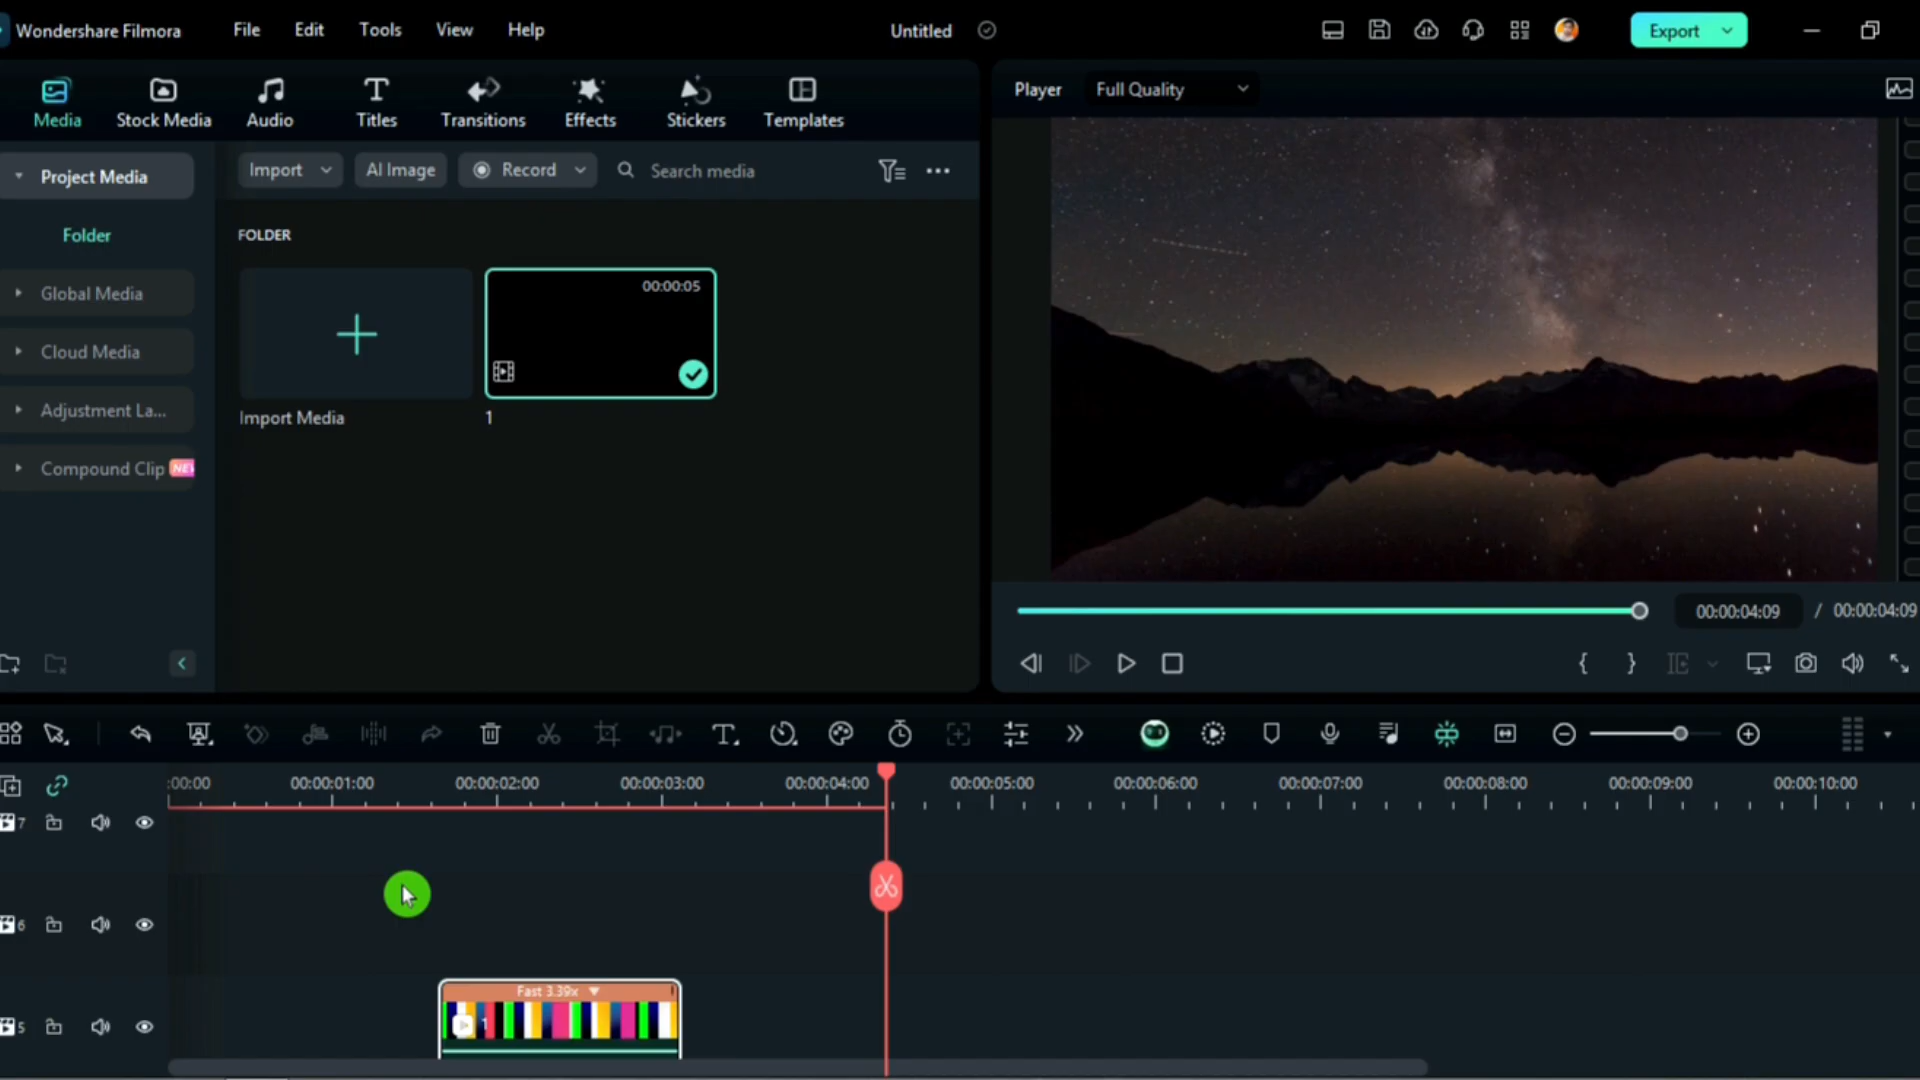 Wondershare Filmora
File
Edit
Tools
View
Help
Untitled
Export
Media
Stock Media
Audio
Titles
Transitions
Effects
Stickers
Templates
Player
Full Quality
Project Media
Folder
Global Media
Cloud Media
Adjustment La...
Compound Clip
NEW
Import
AI Image
Record
Search media
FOLDER
00:00:05
Import Media
1
00:00:04:09 / 00:00:04:09
:00:00
00:00:01:00
00:00:02:00
00:00:03:00
00:00:04:00
00:00:05:00
00:00:06:00
00:00:07:00
00:00:08:00
00:00:09:00
00:00:10:00
7
6
Fast 3.39x
5
1